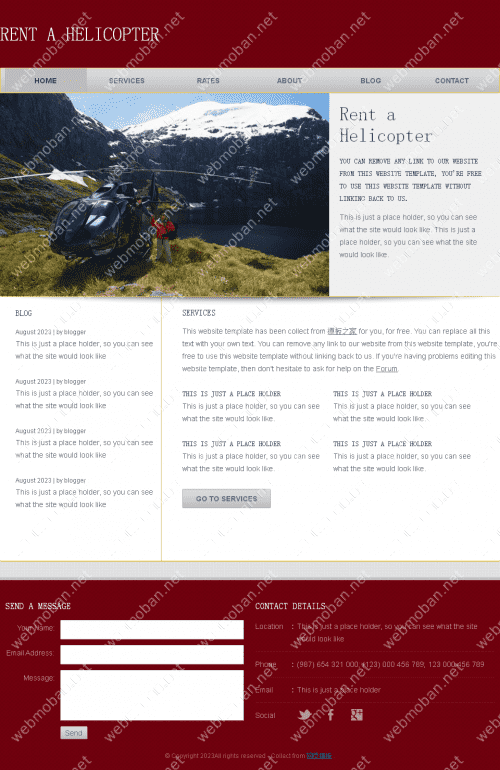 RENT A HELICOPTER
HOME SERVICES RATES ABOUT BLOG CONTACT
Rent a
Helicopter
YOU CAN REMOVE ANY LINK TO OUR WEBSITE
FROM THIS WEBSITE TEMPLATE, YOU'RE FREE
TO USE THIS WEBSITE TEMPLATE WITHOUT
LINKING BACK TO US.
This is just a place holder, so you can see
what the site would look like. This is just a
place holder, so you can see what the site
would look like.
BLOG
August 2023 | by blogger
This is just a place holder, so you can see
what the site would look like
August 2023 | by blogger
This is just a place holder, so you can see
what the site would look like
August 2023 | by blogger
This is just a place holder, so you can see
what the site would look like
August 2023 | by blogger
This is just a place holder, so you can see
what the site would look like
SERVICES
This website template has been collect from 模板之家 for you, for free. You can replace all this
text with your own text. You can remove any link to our website from this website template, you're
free to use this website template without linking back to us. If you're having problems editing this
website template, then don't hesitate to ask for help on the Forum.
THIS IS JUST A PLACE HOLDER
This is just a place holder, so you can see
what the site would look like.
THIS IS JUST A PLACE HOLDER
This is just a place holder, so you can see
what the site would look like.
THIS IS JUST A PLACE HOLDER
This is just a place holder, so you can see
what the site would look like.
THIS IS JUST A PLACE HOLDER
This is just a place holder, so you can see
what the site would look like.
GO TO SERVICES
SEND A MESSAGE
Your Name:
Email Address:
Message:
Send
CONTACT DETAILS
Location : This is just a place holder, so you can see what the site
would look like.
Phone : (987) 654 321 000, (123) 000 456 789, 123 000 456 789
Email : This is just a place holder
Social
© Copyright 2023All rights reserved - Collect from
webmoban.net